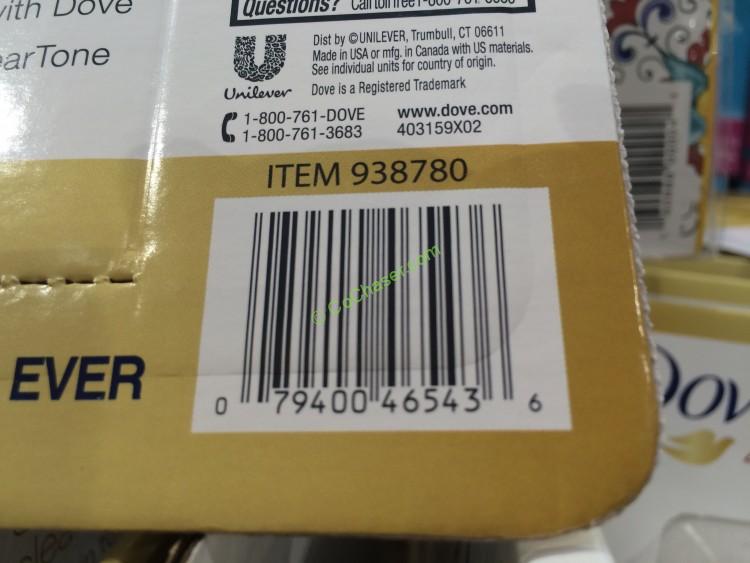 with Dove
earTone
Questions? Call toll free 1-800-761-3683
Dist by ©UNILEVER, Trumbull, CT 06611
Made in USA or mfg. in Canada with US materials.
See individual units for country of origin.
Unilever
Dove is a Registered Trademark
1-800-761-DOVE
1-800-761-3683
www.dove.com
403159X02
ITEM 938780
© CoChaser.com
EVER
0 79400 46543 6
Dov